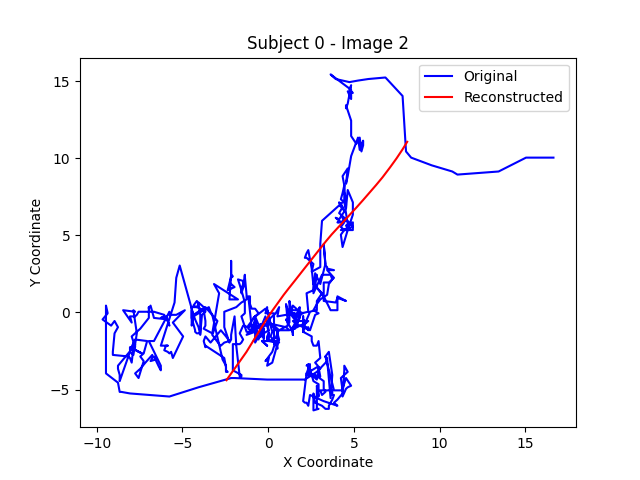 Subject 0 - Image 2
Original
Reconstructed
15
10
5
0
−5
Y Coordinate
−10
−5
0
5
10
15
X Coordinate